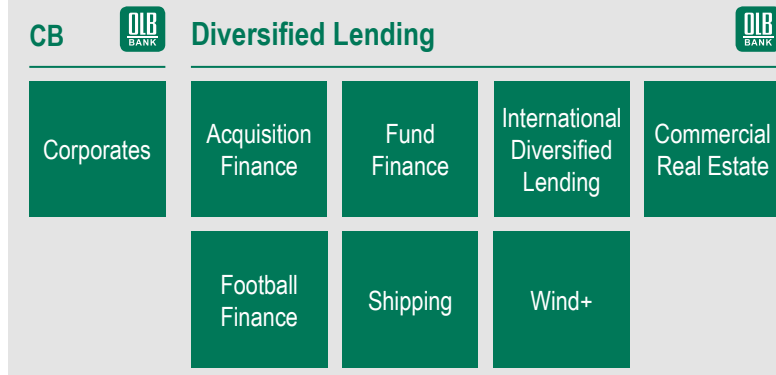 CB
OLB
BANK
Diversified Lending
OLB
BANK
Corporates
Acquisition
Finance
Fund
Finance
International
Diversified
Lending
Commercial
Real Estate
Football
Finance
Shipping
Wind+